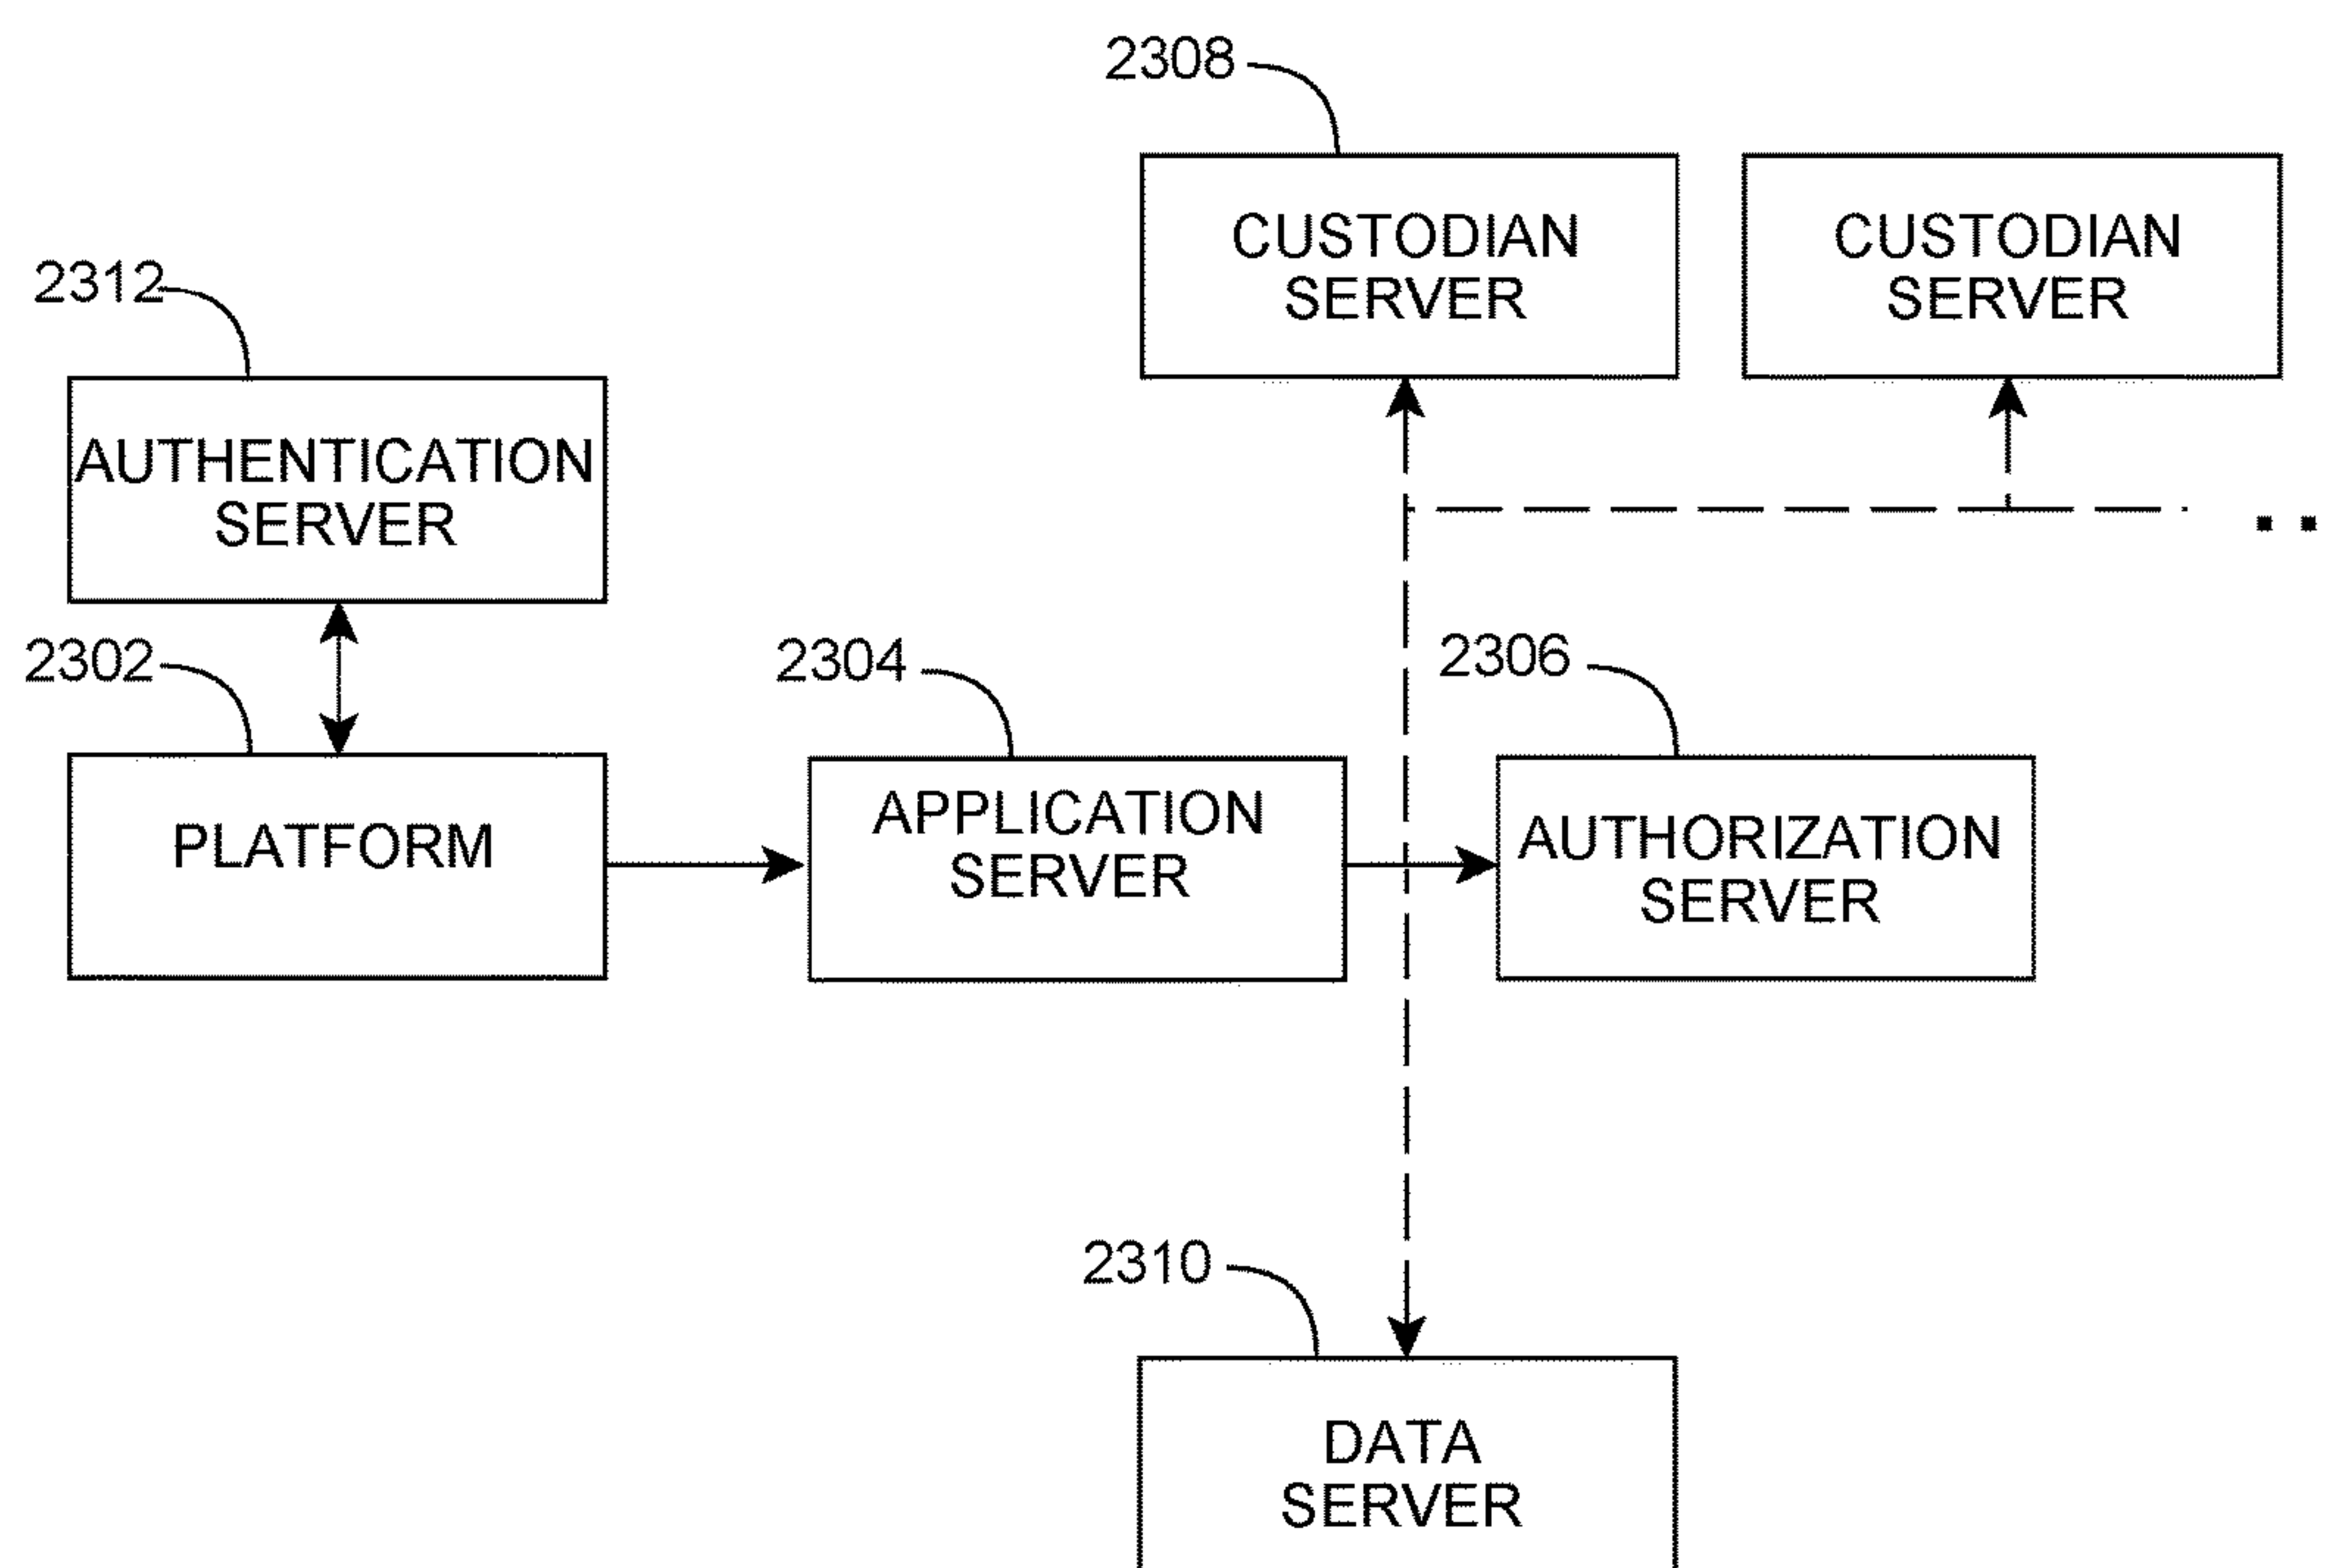 2308
CUSTODIAN
SERVER
CUSTODIAN
SERVER
2312
AUTHENTICATION
SERVER
2302
PLATFORM
2304
APPLICATION
SERVER
2306
AUTHORIZATION
SERVER
2310
DATA
SERVER